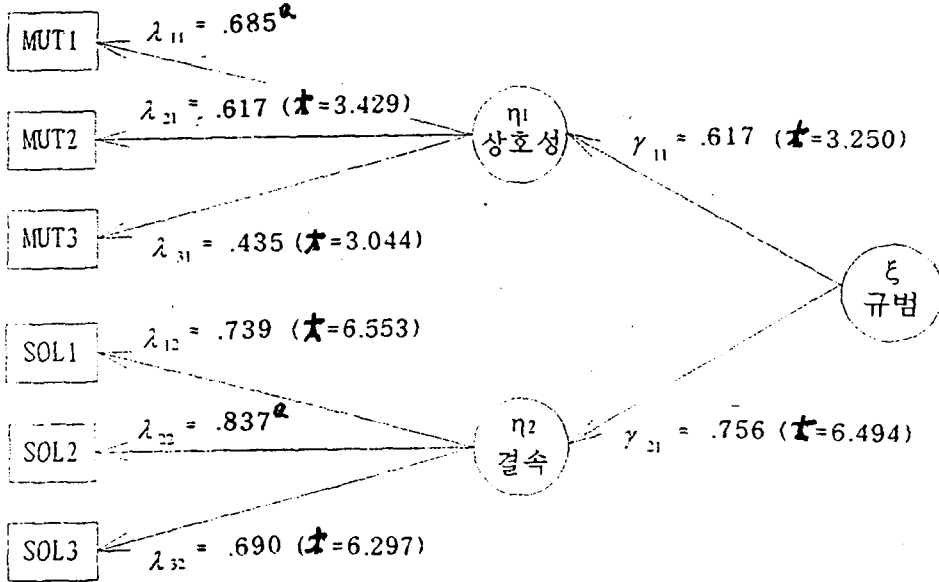 MUT1
λ11 = .685a
MUT2
λ21 = .617 (t=3.429)
MUT3
λ31 = .435 (t=3.044)
η1
상호성
γ11 = .617 (t=3.250)
ξ
규범
SOL1
λ12 = .739 (t=6.553)
SOL2
λ22 = .837a
SOL3
λ32 = .690 (t=6.297)
η2
결속
γ21 = .756 (t=6.494)